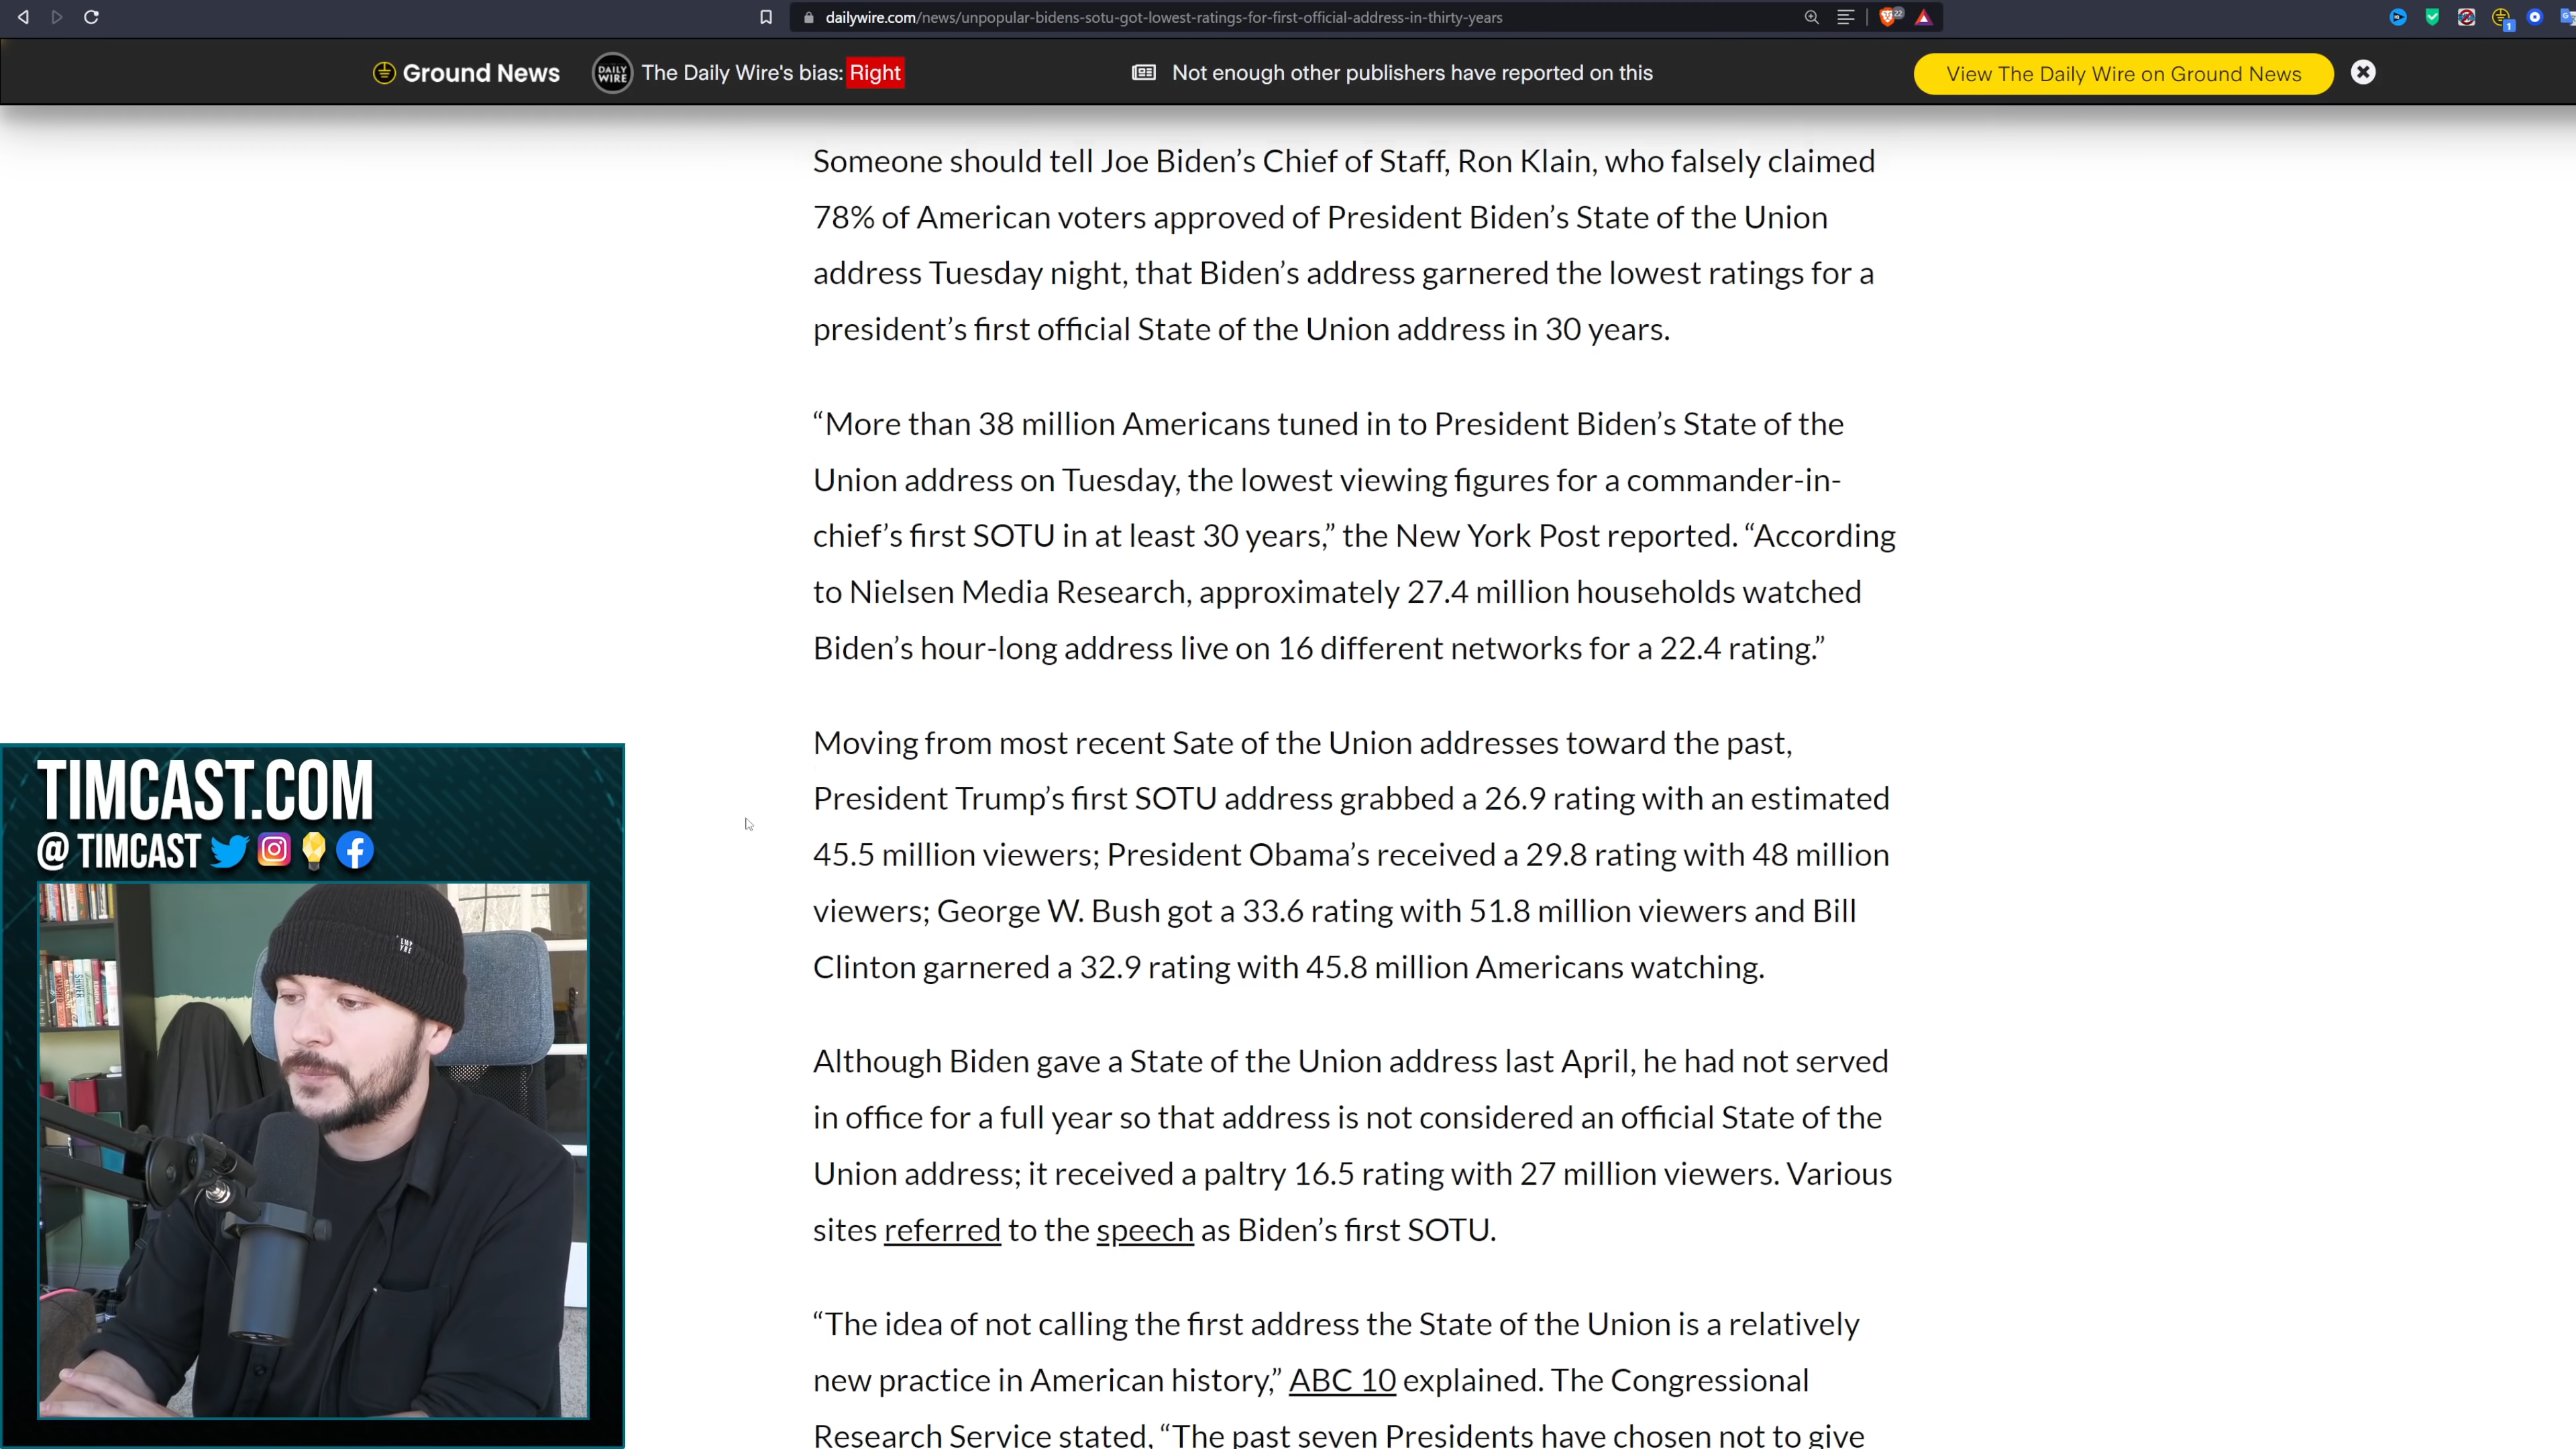 dailywire.com/news/unpopular-bidens-sotu-got-lowest-ratings-for-first-official-address-in-thirty-years
22
1
Ground News
DAILY WIRE
The Daily Wire's bias: Right
Not enough other publishers have reported on this
View The Daily Wire on Ground News
Someone should tell Joe Biden’s Chief of Staff, Ron Klain, who falsely claimed
78% of American voters approved of President Biden’s State of the Union
address Tuesday night, that Biden’s address garnered the lowest ratings for a
president’s first official State of the Union address in 30 years.
“More than 38 million Americans tuned in to President Biden’s State of the
Union address on Tuesday, the lowest viewing figures for a commander-in-
chief’s first SOTU in at least 30 years,” the New York Post reported. “According
to Nielsen Media Research, approximately 27.4 million households watched
Biden’s hour-long address live on 16 different networks for a 22.4 rating.”
Moving from most recent Sate of the Union addresses toward the past,
President Trump’s first SOTU address grabbed a 26.9 rating with an estimated
45.5 million viewers; President Obama’s received a 29.8 rating with 48 million
viewers; George W. Bush got a 33.6 rating with 51.8 million viewers and Bill
Clinton garnered a 32.9 rating with 45.8 million Americans watching.
Although Biden gave a State of the Union address last April, he had not served
in office for a full year so that address is not considered an official State of the
Union address; it received a paltry 16.5 rating with 27 million viewers. Various
sites referred to the speech as Biden’s first SOTU.
“The idea of not calling the first address the State of the Union is a relatively
new practice in American history,” ABC 10 explained. The Congressional
Research Service stated, “The past seven Presidents have chosen not to give
TIMCAST.COM
@ TIMCAST